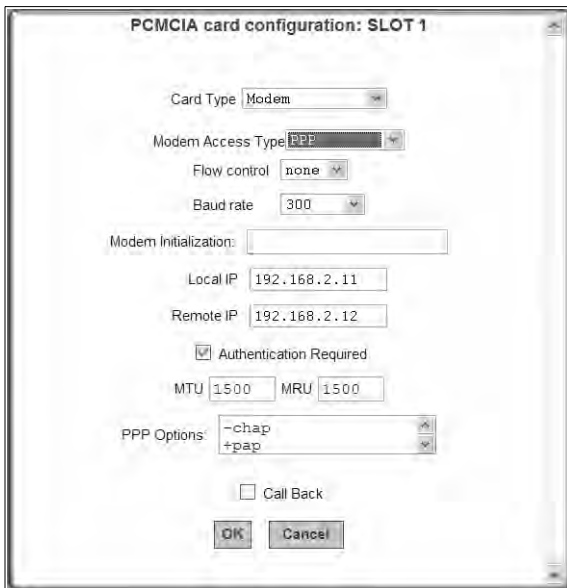 PCMCIA card configuration: SLOT 1
Card Type Modem
Modem Access Type PPP
Flow control none
Baud rate 300
Modem Initialization:
Local IP 192.168.2.11
Remote IP 192.168.2.12
Authentication Required
MTU 1500 MRU 1500
PPP Options: -chap
+pap
Call Back
OK Cancel